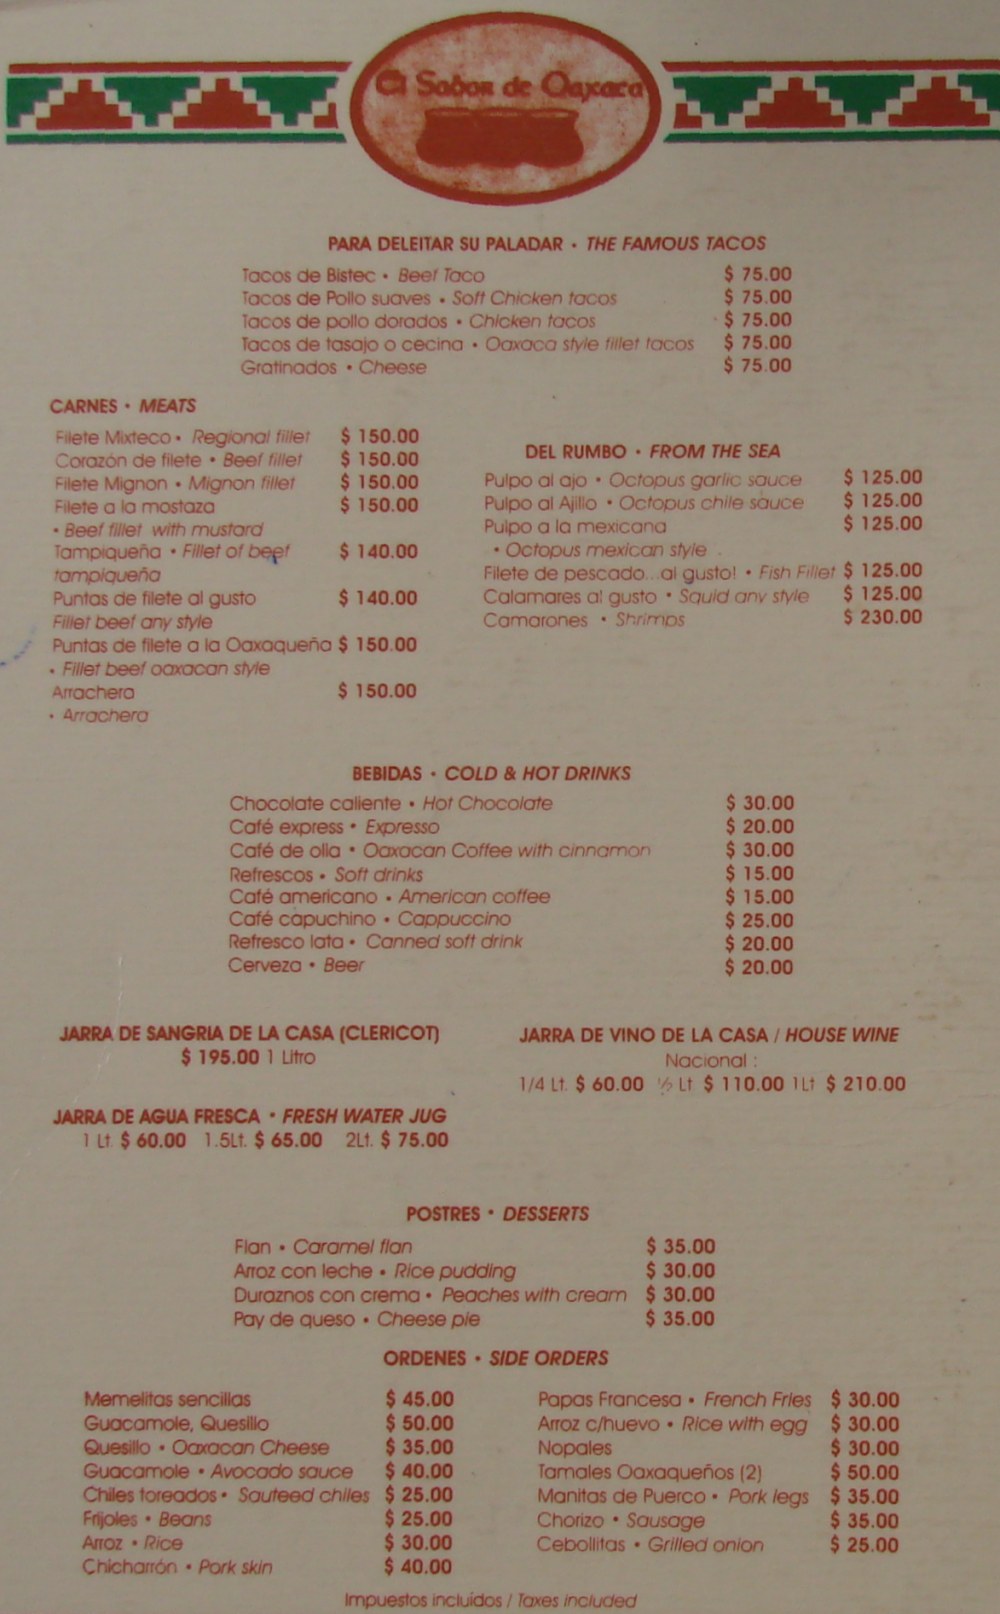 El Sabor de Oaxaca
PARA DELEITAR SU PALADAR • THE FAMOUS TACOS
Tacos de Bistec • Beef Taco $ 75.00
Tacos de Pollo suaves • Soft Chicken tacos $ 75.00
Tacos de pollo dorados • Chicken tacos $ 75.00
Tacos de tasajo o cecina • Oaxaca style fillet tacos $ 75.00
Gratinados • Cheese $ 75.00
CARNES • MEATS
Filete Mixteco • Regional fillet $ 150.00
Corazón de filete • Beef fillet $ 150.00
Filete Mignon • Mignon fillet $ 150.00
Filete a la mostaza $ 150.00
• Beef fillet with mustard
Tampiqueña • Fillet of beef $ 140.00
tampiqueña
Puntas de filete al gusto $ 140.00
Fillet beef any style
Puntas de filete a la Oaxaqueña $ 150.00
• Fillet beef oaxacan style
Arrachera $ 150.00
• Arrachera
DEL RUMBO • FROM THE SEA
Pulpo al ajo • Octopus garlic sauce $ 125.00
Pulpo al Ajillo • Octopus chile sauce $ 125.00
Pulpo a la mexicana $ 125.00
• Octopus mexican style
Filete de pescado...al gusto! • Fish Fillet $ 125.00
Calamares al gusto • Squid any style $ 125.00
Camarones • Shrimps $ 230.00
BEBIDAS • COLD & HOT DRINKS
Chocolate caliente • Hot Chocolate $ 30.00
Café express • Expresso $ 20.00
Café de olla • Oaxacan Coffee with cinnamon $ 30.00
Refrescos • Soft drinks $ 15.00
Café americano • American coffee $ 15.00
Café capuchino • Cappuccino $ 25.00
Refresco lata • Canned soft drink $ 20.00
Cerveza • Beer $ 20.00
JARRA DE SANGRIA DE LA CASA (CLERICOT)
$ 195.00 1 Litro
JARRA DE VINO DE LA CASA / HOUSE WINE
Nacional :
1/4 Lt. $ 60.00 ½ Lt $ 110.00 1Lt $ 210.00
JARRA DE AGUA FRESCA • FRESH WATER JUG
1 Lt. $ 60.00 1.5Lt. $ 65.00 2Lt. $ 75.00
POSTRES • DESSERTS
Flan • Caramel flan $ 35.00
Arroz con leche • Rice pudding $ 30.00
Duraznos con crema • Peaches with cream $ 30.00
Pay de queso • Cheese pie $ 35.00
ORDENES • SIDE ORDERS
Memelitas sencillas $ 45.00
Guacamole, Quesillo $ 50.00
Quesillo • Oaxacan Cheese $ 35.00
Guacamole • Avocado sauce $ 40.00
Chiles toreados • Sauteed chiles $ 25.00
Frijoles • Beans $ 25.00
Arroz • Rice $ 30.00
Chicharrón • Pork skin $ 40.00
Papas Francesa • French Fries $ 30.00
Arroz c/huevo • Rice with egg $ 30.00
Nopales $ 30.00
Tamales Oaxaqueños (2) $ 50.00
Manitas de Puerco • Pork legs $ 35.00
Chorizo • Sausage $ 35.00
Cebollitas • Grilled onion $ 25.00
Impuestos incluidos / Taxes included